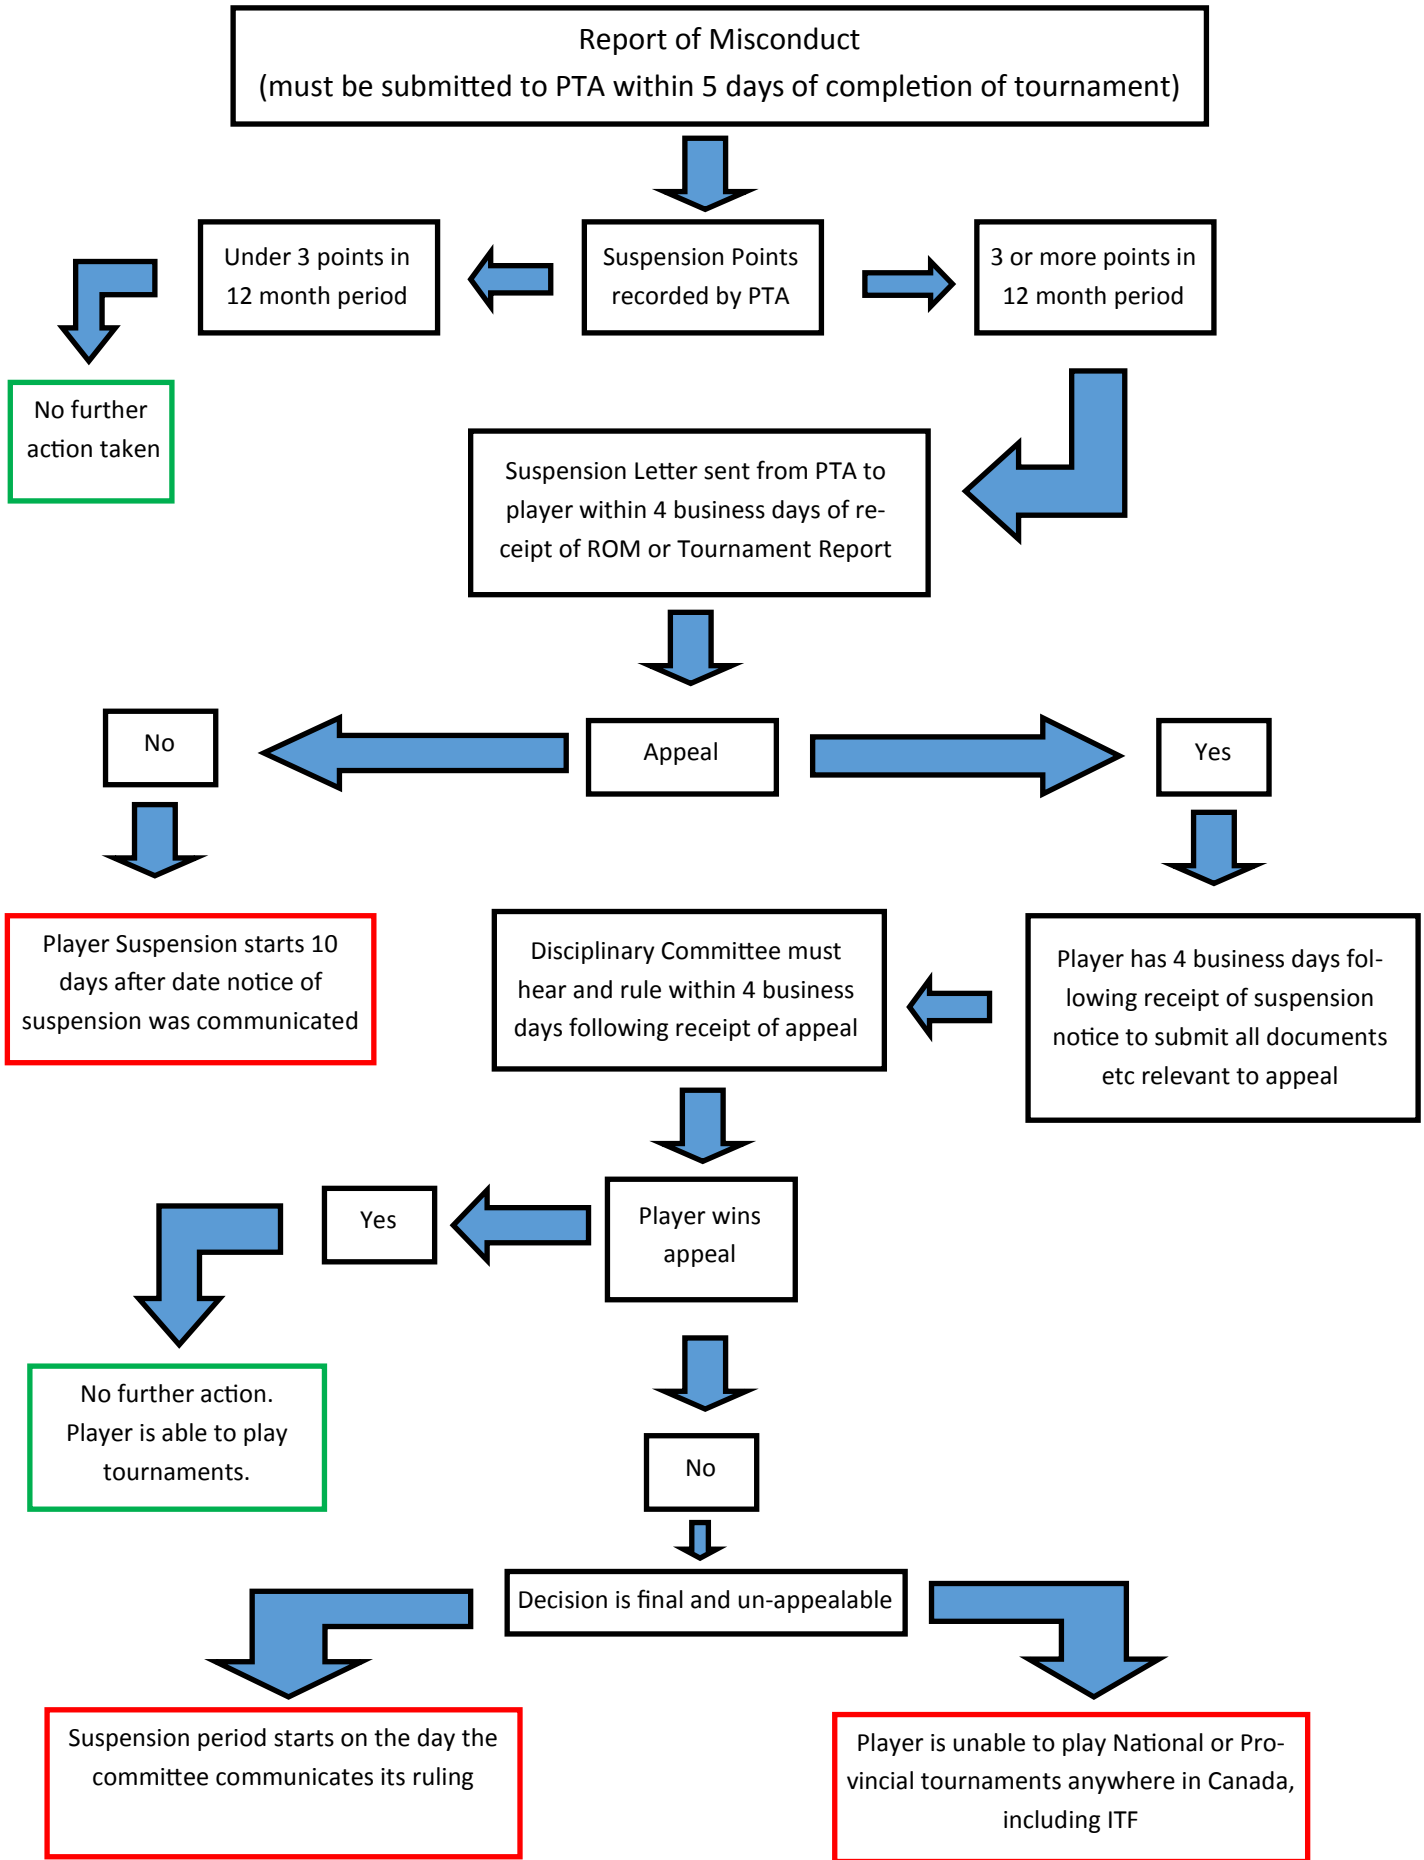 Report of Misconduct
(must be submitted to PTA within 5 days of completion of tournament)
Under 3 points in
12 month period
Suspension Points
recorded by PTA
3 or more points in
12 month period
No further
action taken
Suspension Letter sent from PTA to
player within 4 business days of re-
ceipt of ROM or Tournament Report
No
Appeal
Yes
Player Suspension starts 10
days after date notice of
suspension was communicated
Disciplinary Committee must
hear and rule within 4 business
days following receipt of appeal
Player has 4 business days fol-
lowing receipt of suspension
notice to submit all documents
etc relevant to appeal
Yes
Player wins
appeal
No further action.
Player is able to play
tournaments.
No
Decision is final and un-appealable
Suspension period starts on the day the
committee communicates its ruling
Player is unable to play National or Pro-
vincial tournaments anywhere in Canada,
including ITF